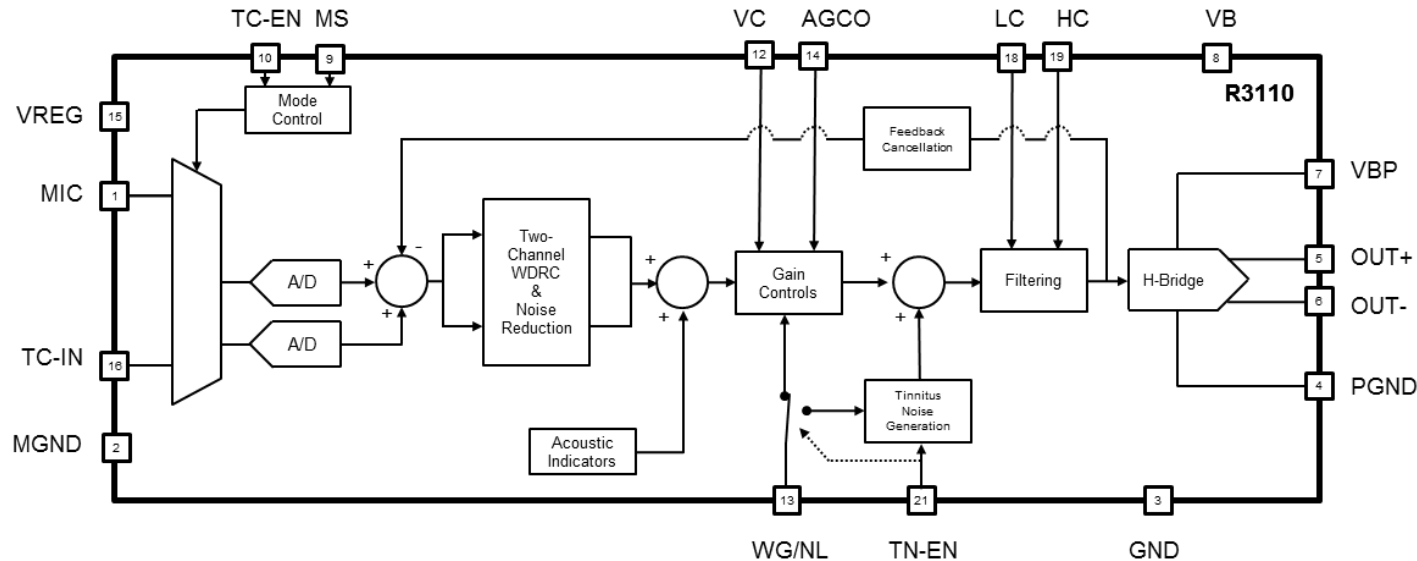 TC-EN MS VC AGCO LC HC VB
10 9 12 14 18 19 8
R3110
VREG 15
Mode
Control
Feedback
Cancellation
MIC 1
7 VBP
-
Two-
Channel
WDRC
&
Noise
Reduction
+
A/D
+
+
Gain
Controls
+
Filtering
H-Bridge
5 OUT+
6 OUT-
+
A/D
+
+
TC-IN 16
4 PGND
Tinnitus
Noise
Generation
MGND 2
Acoustic
Indicators
13 21 3
WG/NL TN-EN GND